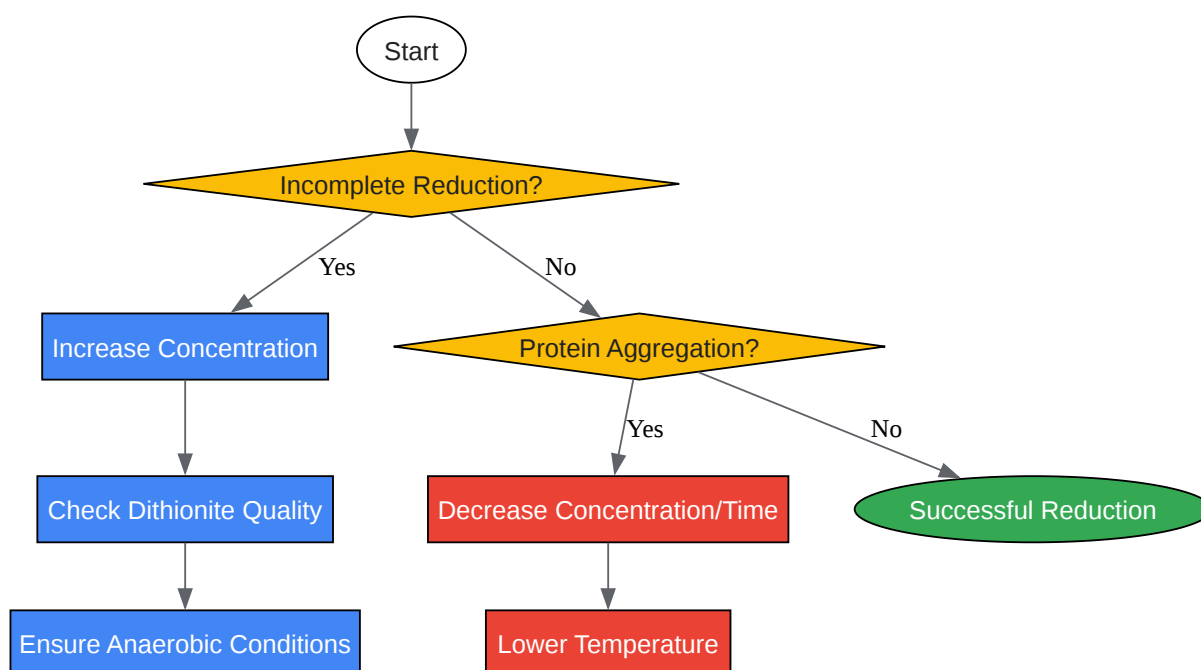 Start
Incomplete Reduction?
Yes
No
Increase Concentration
Protein Aggregation?
Yes
No
Check Dithionite Quality
Decrease Concentration/Time
Successful Reduction
Ensure Anaerobic Conditions
Lower Temperature